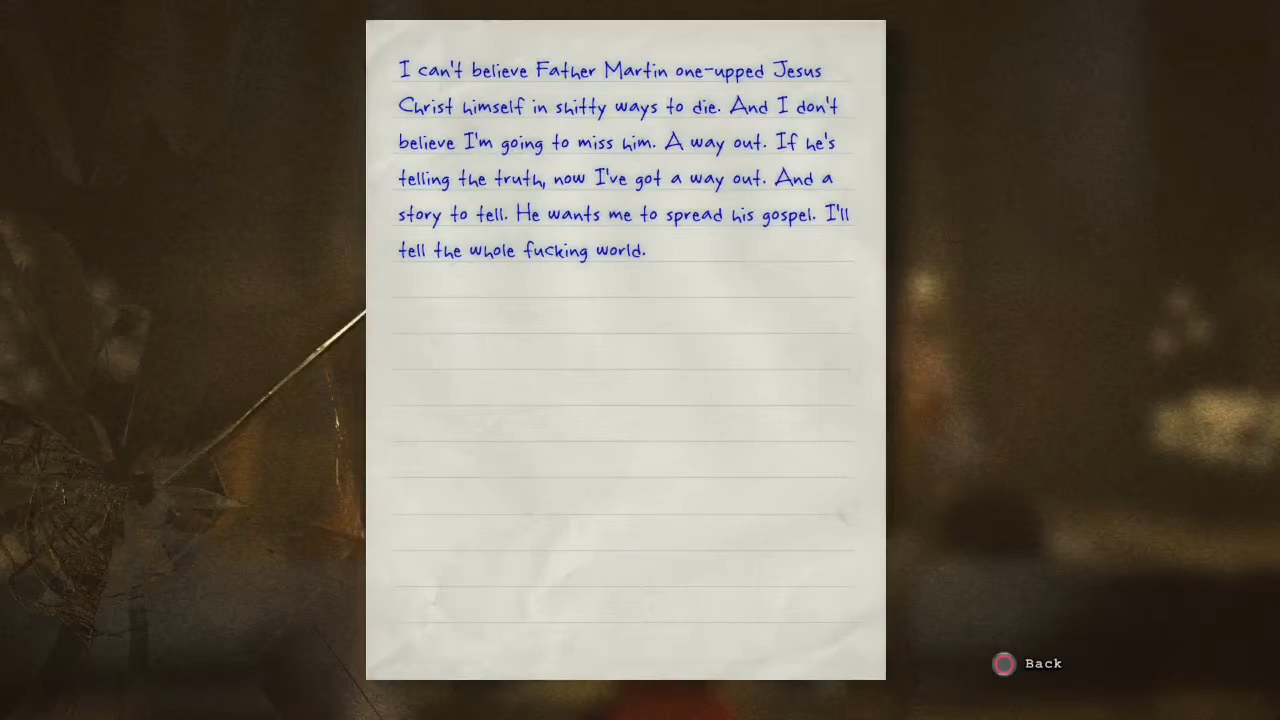 I can't believe Father Martin one-upped Jesus
Christ himself in shitty ways to die. And I don't
believe I'm going to miss him. A way out. If he's
telling the truth, now I've got a way out. And a
story to tell. He wants me to spread his gospel. I'll
tell the whole fucking world.
Back